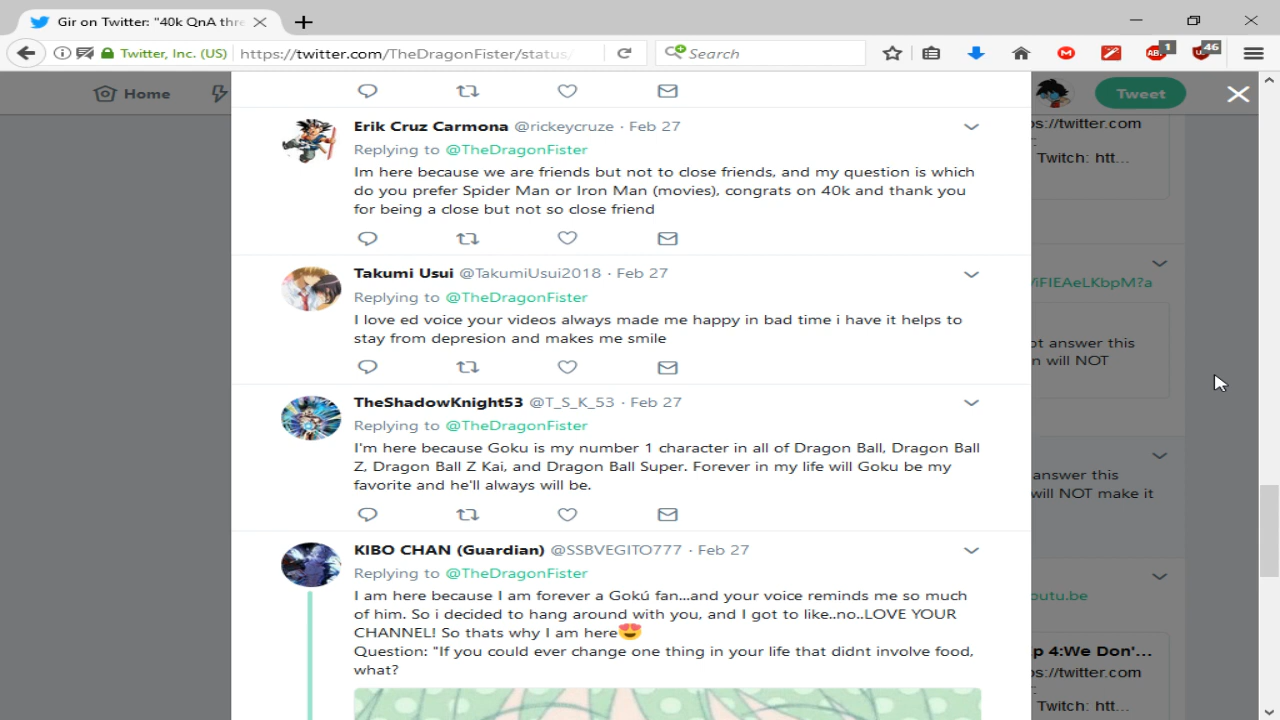 Gir on Twitter: "40k QnA thre
Twitter, Inc. (US)
https://twitter.com/TheDragonFister/status/
Search
ABP
1
46
Home
Tweet
Erik Cruz Carmona @rickeycruze · Feb 27
Replying to @TheDragonFister
Im here because we are friends but not to close friends, and my question is which
do you prefer Spider Man or Iron Man (movies), congrats on 40k and thank you
for being a close but not so close friend
Takumi Usui @TakumiUsui2018 · Feb 27
Replying to @TheDragonFister
I love ed voice your videos always made me happy in bad time i have it helps to
stay from depresion and makes me smile
TheShadowKnight53 @T_S_K_53 · Feb 27
Replying to @TheDragonFister
I'm here because Goku is my number 1 character in all of Dragon Ball, Dragon Ball
Z, Dragon Ball Z Kai, and Dragon Ball Super. Forever in my life will Goku be my
favorite and he'll always will be.
KIBO CHAN (Guardian) @SSBVEGITO777 · Feb 27
Replying to @TheDragonFister
I am here because I am forever a Gokú fan...and your voice reminds me so much
of him. So i decided to hang around with you, and I got to like..no..LOVE YOUR
CHANNEL! So thats why I am here😍
Question: "If you could ever change one thing in your life that didnt involve food,
what?
ps://twitter.com
Twitch: htt...
/iFIEAeLKbpM?a
ot answer this
n will NOT
answer this
will NOT make it
outu.be
p 4:We Don'...
ps://twitter.com
Twitch: htt...